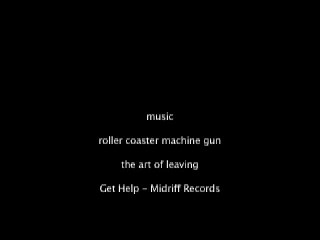 music
roller coaster machine gun
the art of leaving
Get Help – Midriff Records